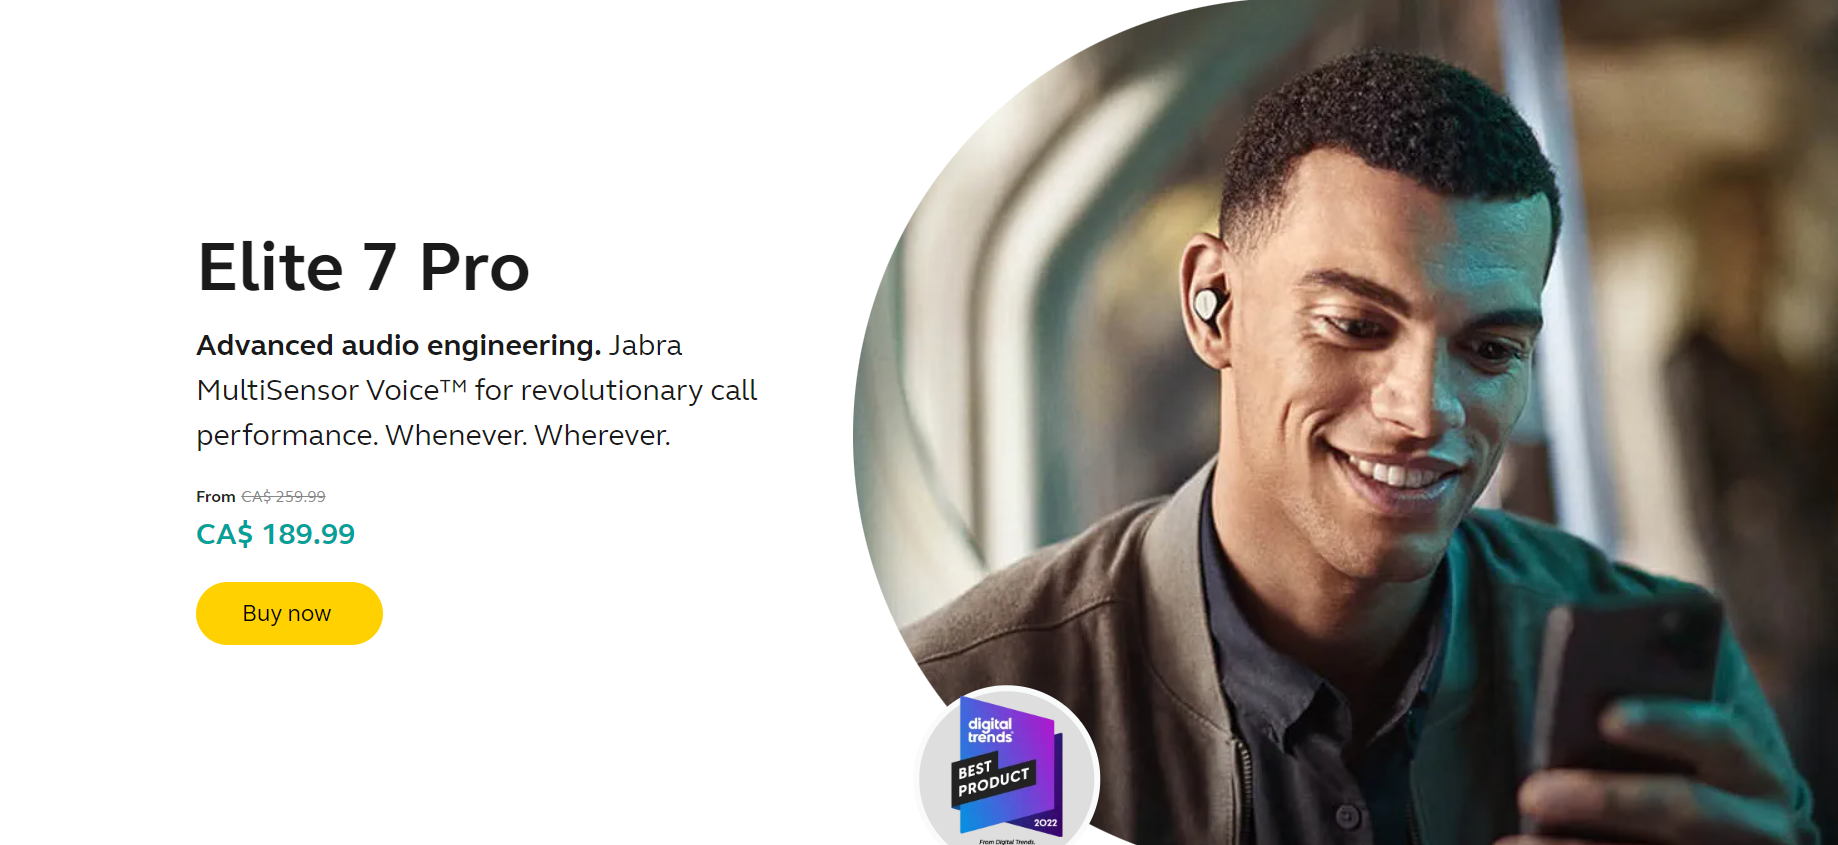 Elite 7 Pro
Advanced audio engineering. Jabra
MultiSensor Voice™ for revolutionary call
performance. Whenever. Wherever.
From CA$ 259.99
CA$ 189.99
Buy now
digital
trends
BEST
PRODUCT
2022
From Digital Trends.